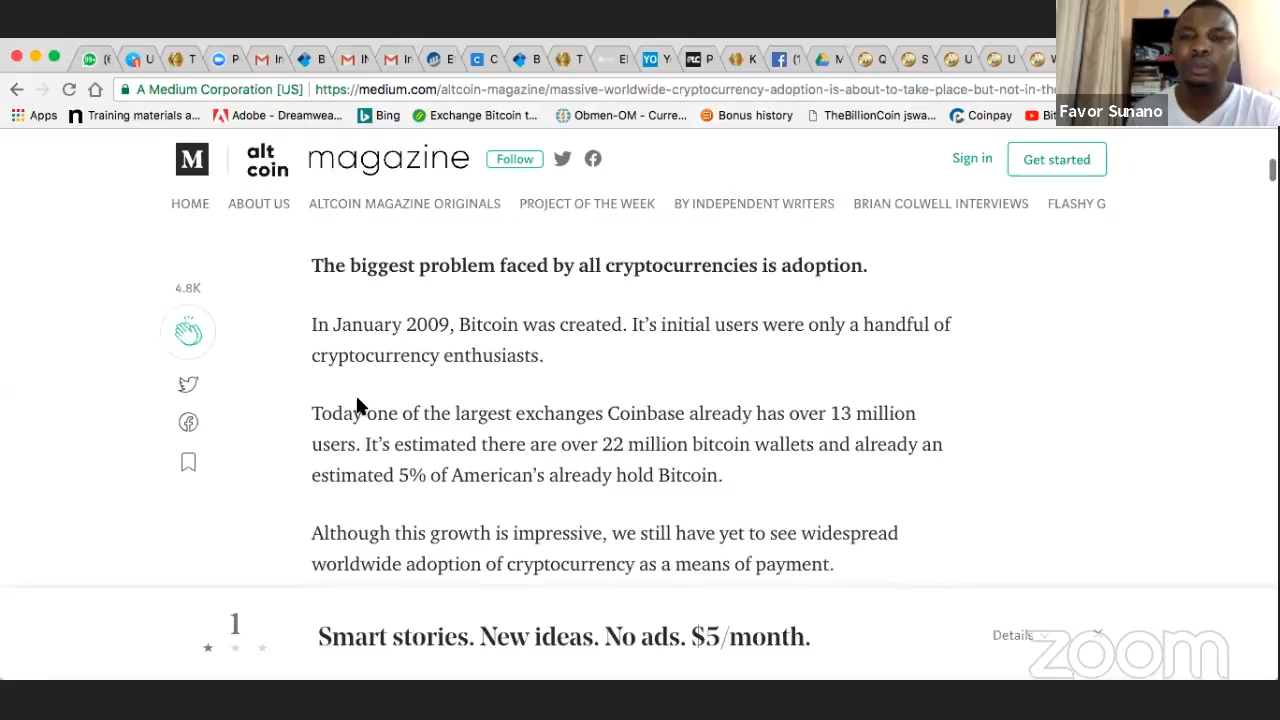 99+
A Medium Corporation [US] https://medium.com/altcoin-magazine/massive-worldwide-cryptocurrency-adoption-is-about-to-take-place-but-not-in-the
Favor Sunano
Apps Training materials a... Adobe - Dreamwea... Bing Exchange Bitcoin t... Obmen-OM - Curre... Bonus history TheBillionCoin jswa... Coinpay
M alt coin magazine Follow Sign in Get started
HOME ABOUT US ALTCOIN MAGAZINE ORIGINALS PROJECT OF THE WEEK BY INDEPENDENT WRITERS BRIAN COLWELL INTERVIEWS FLASHY G
The biggest problem faced by all cryptocurrencies is adoption.
4.8K
In January 2009, Bitcoin was created. It’s initial users were only a handful of
cryptocurrency enthusiasts.
Today one of the largest exchanges Coinbase already has over 13 million
users. It’s estimated there are over 22 million bitcoin wallets and already an
estimated 5% of American’s already hold Bitcoin.
Although this growth is impressive, we still have yet to see widespread
worldwide adoption of cryptocurrency as a means of payment.
1
Smart stories. New ideas. No ads. $5/month.
Details
zoom